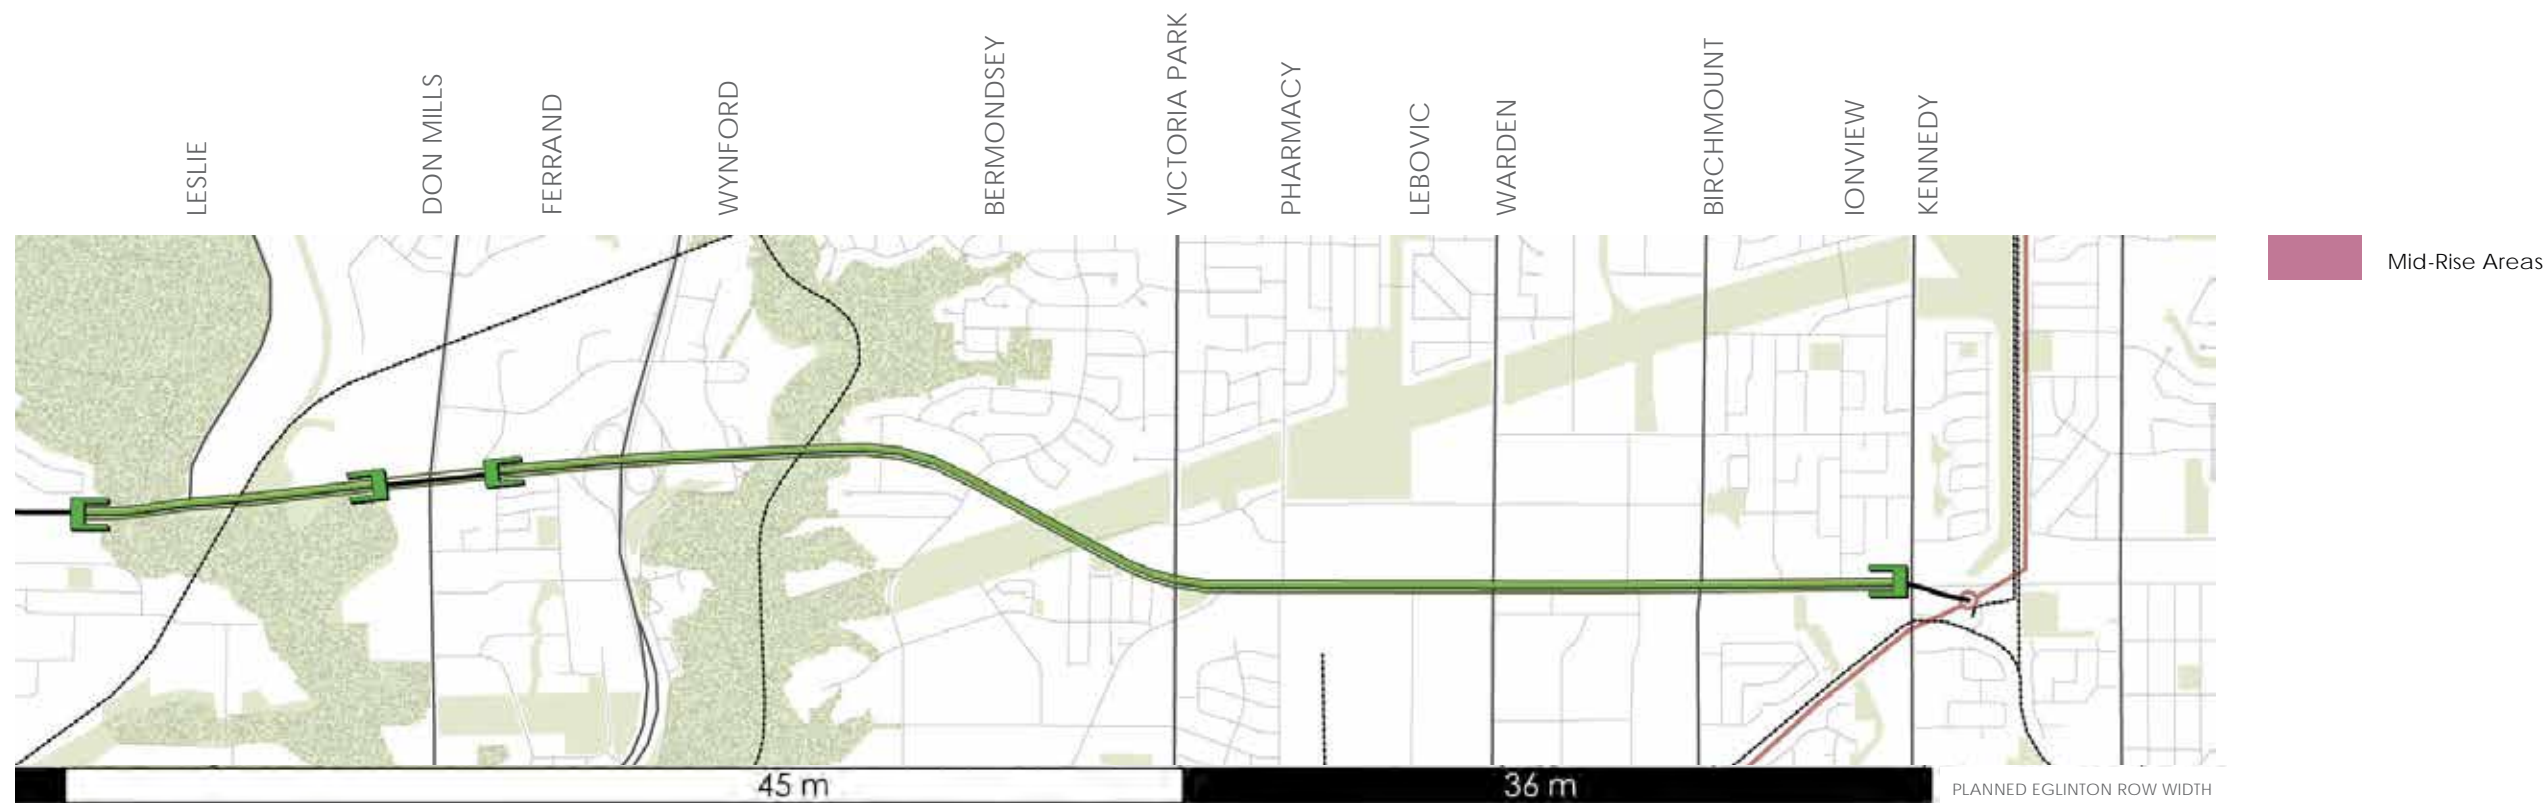 LESLIE
DON MILLS
FERRAND
WYNFORD
BERMONDSEY
VICTORIA PARK
PHARMACY
LEBOVIC
WARDEN
BIRCHMOUNT
IONVIEW
KENNEDY
Mid-Rise Areas
45 m
36 m
PLANNED EGLINTON ROW WIDTH